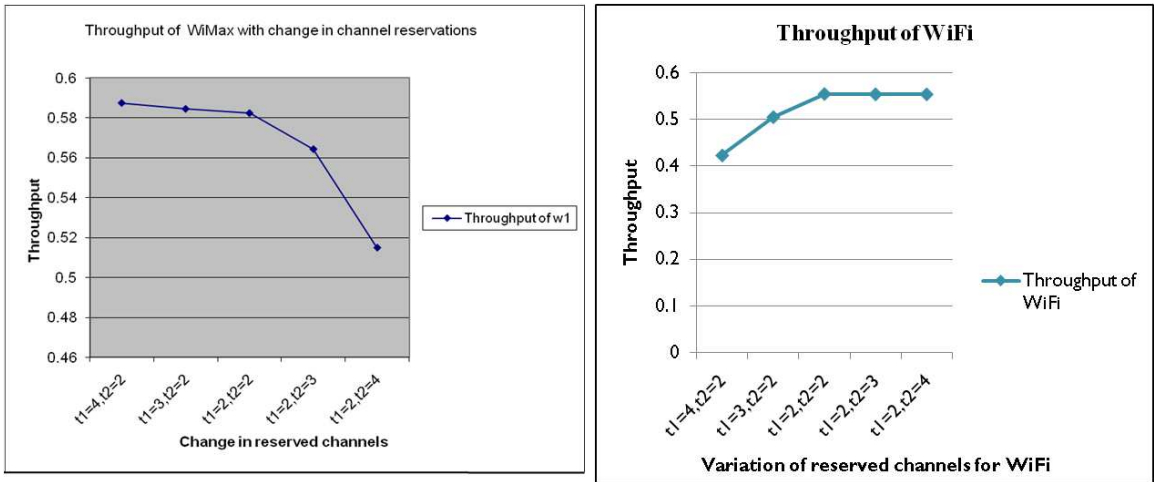 Throughput of WiMax with change in channel reservations
0.6
0.58
0.56
0.54
0.52
0.5
0.48
0.46
Throughput
t1=4,t2=2
t1=3,t2=2
t1=2,t2=2
t1=2,t2=3
t1=2,t2=4
Change in reserved channels
Throughput of w1
Throughput of WiFi
0.6
0.5
0.4
0.3
0.2
0.1
0
Throughput
t1=4,t2=2
t1=3,t2=2
t1=2,t2=2
t1=2,t2=3
t1=2,t2=4
Variation of reserved channels for WiFi
Throughput of
WiFi